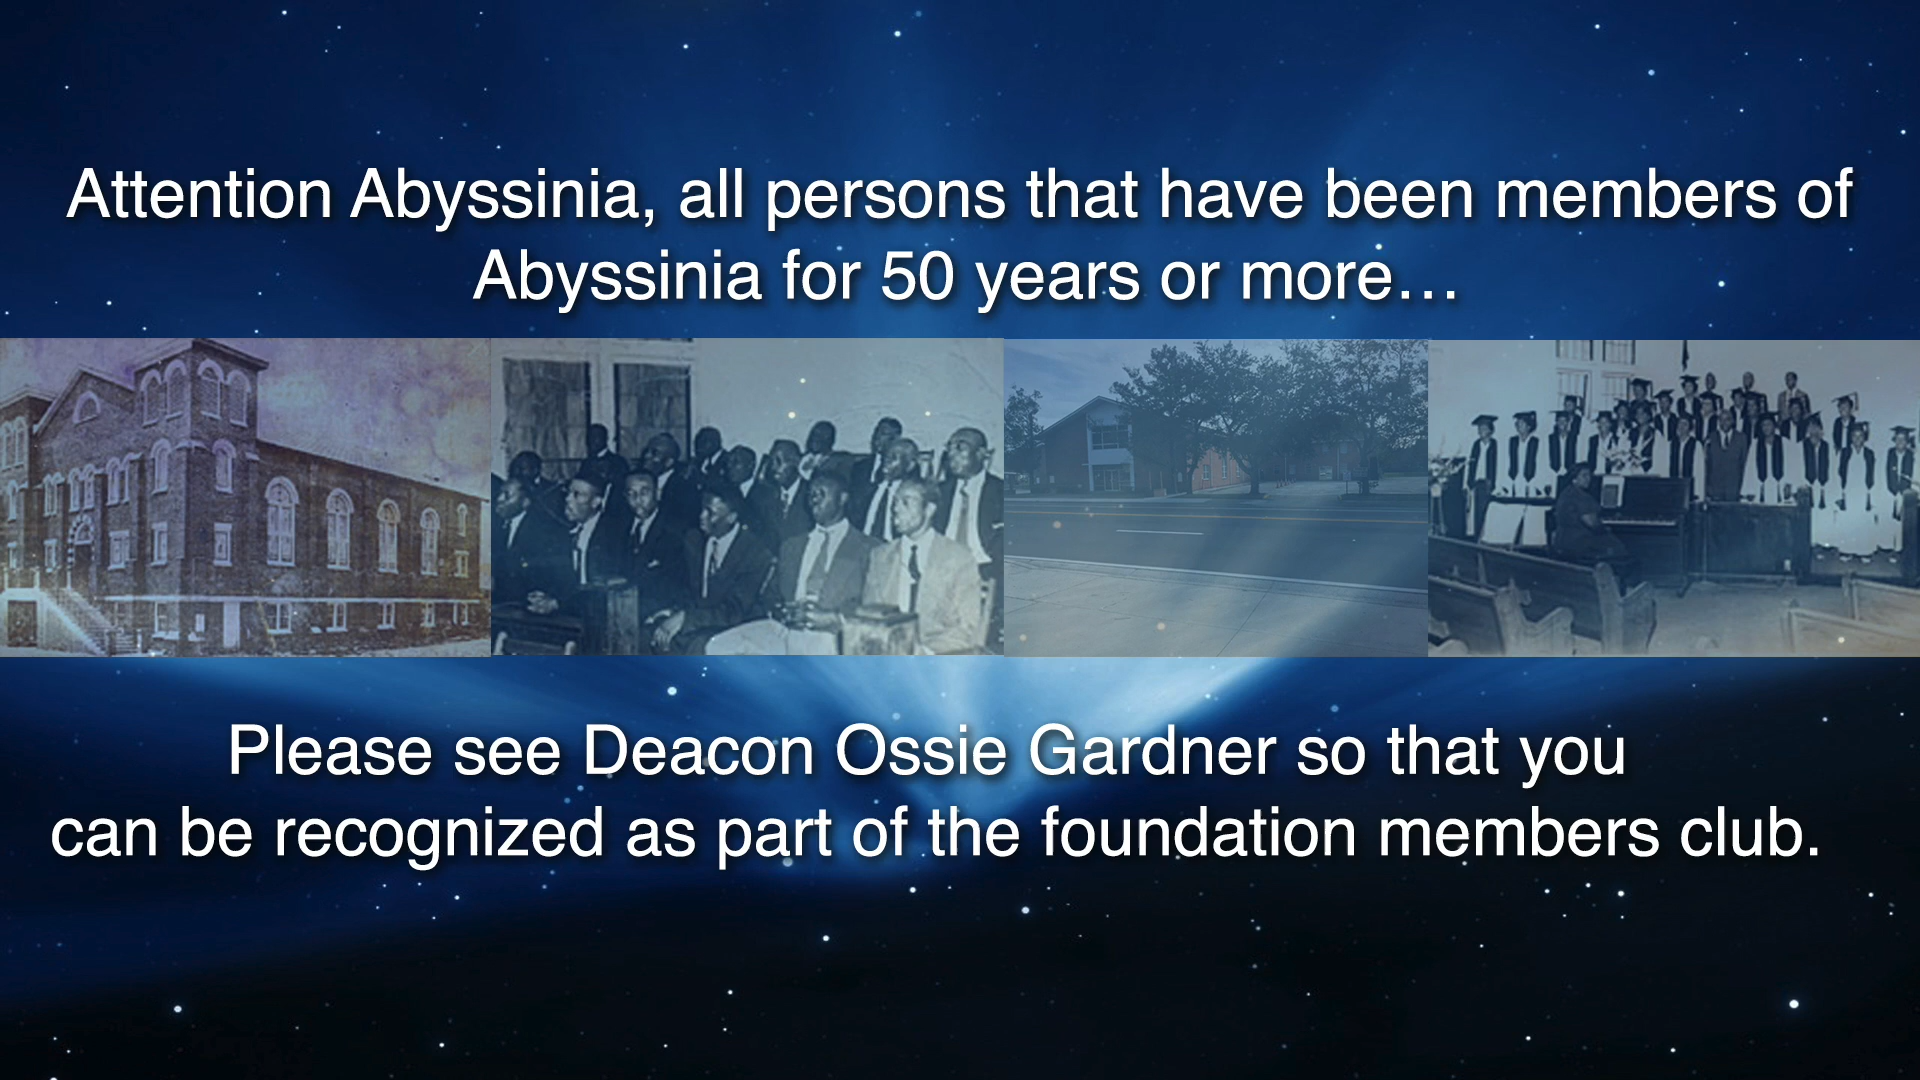 Attention Abyssinia, all persons that have been members of
Abyssinia for 50 years or more…
Please see Deacon Ossie Gardner so that you
can be recognized as part of the foundation members club.